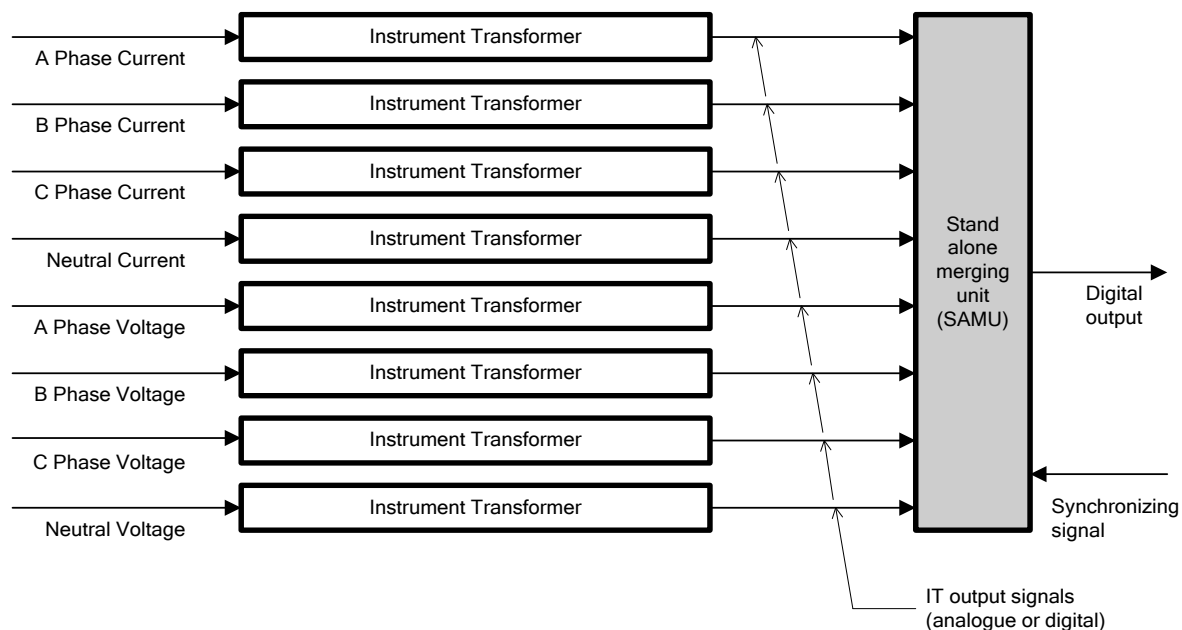 Instrument Transformer
A Phase Current
Instrument Transformer
B Phase Current
Instrument Transformer
C Phase Current
Instrument Transformer
Neutral Current
Instrument Transformer
A Phase Voltage
Instrument Transformer
B Phase Voltage
Instrument Transformer
C Phase Voltage
Instrument Transformer
Neutral Voltage
Stand
alone
merging
unit
(SAMU)
Digital
output
Synchronizing
signal
IT output signals
(analogue or digital)